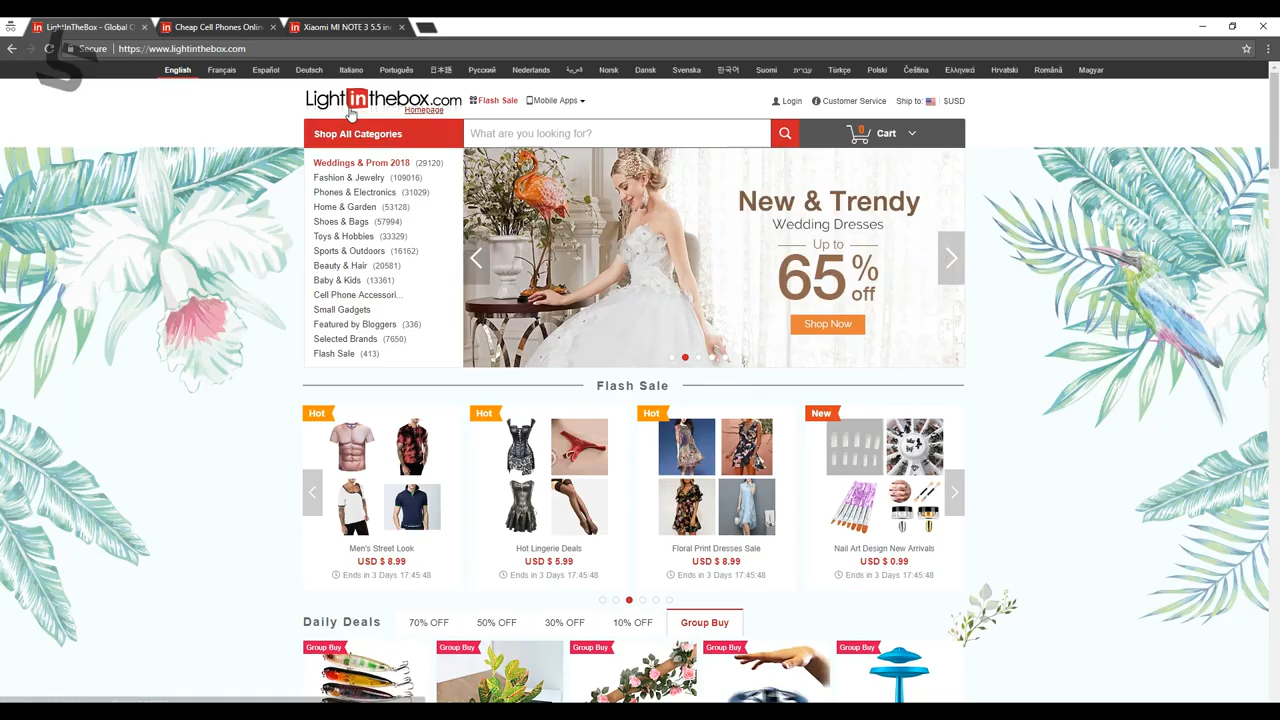 LightInTheBox - Global O
Cheap Cell Phones Onlin
Xiaomi MI NOTE 3 5.5 in
Secure
https://www.lightinthebox.com
English Français Español Deutsch Italiano Português 日本語 Русский Nederlands العربية Norsk Dansk Svenska 한국어 Suomi עברית Türkçe Polski Čeština Ελληνικά Hrvatski Română Magyar
Lightinthebox.com
Homepage
Flash Sale
Mobile Apps
Login
Customer Service
Ship to:
$USD
Shop All Categories
What are you looking for?
0
Cart
Weddings & Prom 2018 (29120)
Fashion & Jewelry (109016)
Phones & Electronics (31029)
Home & Garden (53128)
Shoes & Bags (57994)
Toys & Hobbies (33329)
Sports & Outdoors (16162)
Beauty & Hair (20581)
Baby & Kids (13361)
Cell Phone Accessori...
Small Gadgets
Featured by Bloggers (336)
Selected Brands (7650)
Flash Sale (413)
New & Trendy
Wedding Dresses
Up to
65% off
Shop Now
Flash Sale
Hot
Hot
Hot
New
Men's Street Look
USD $ 8.99
Ends in 3 Days 17:45:48
Hot Lingerie Deals
USD $ 5.99
Ends in 3 Days 17:45:48
Floral Print Dresses Sale
USD $ 8.99
Ends in 3 Days 17:45:48
Nail Art Design New Arrivals
USD $ 0.99
Ends in 3 Days 17:45:48
Daily Deals
70% OFF
50% OFF
30% OFF
10% OFF
Group Buy
Group Buy
Group Buy
Group Buy
Group Buy
Group Buy